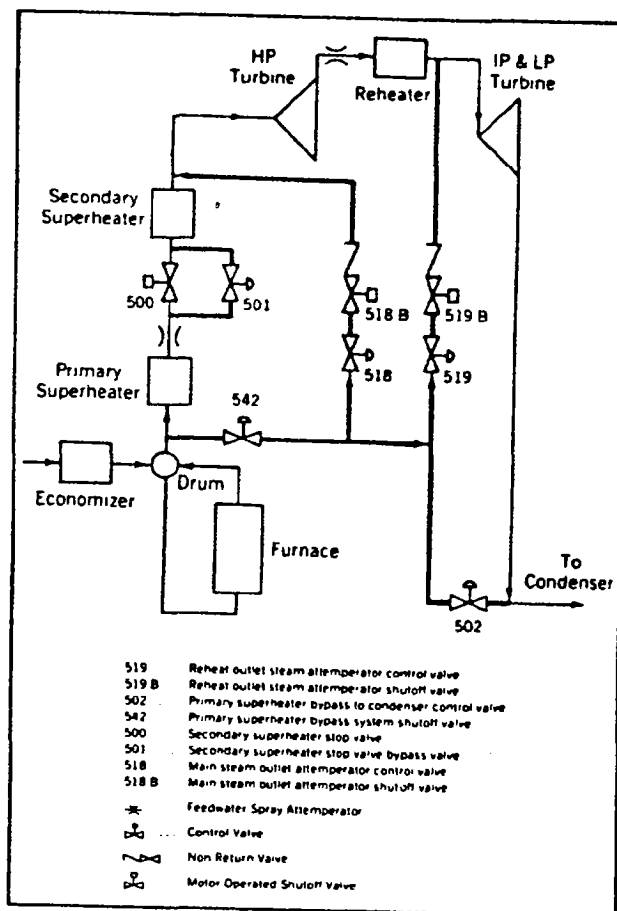 HP
Turbine
Reheater
IP & LP
Turbine
Secondary
Superheater
500
501
518 B
519 B
518
519
Primary
Superheater
542
Economizer
Drum
Furnace
To
Condenser
502
519 Reheat outlet steam attemperator control valve
519 B Reheat outlet steam attemperator shutoff valve
502 Primary superheater bypass to condenser control valve
542 Primary superheater bypass system shutoff valve
500 Secondary superheater stop valve
501 Secondary superheater stop valve bypass valve
518 Main steam outlet attemperator control valve
518 B Main steam outlet attemperator shutoff valve
Feedwater Spray Attemperator
Control Valve
Non Return Valve
Motor Operated Shutoff Valve